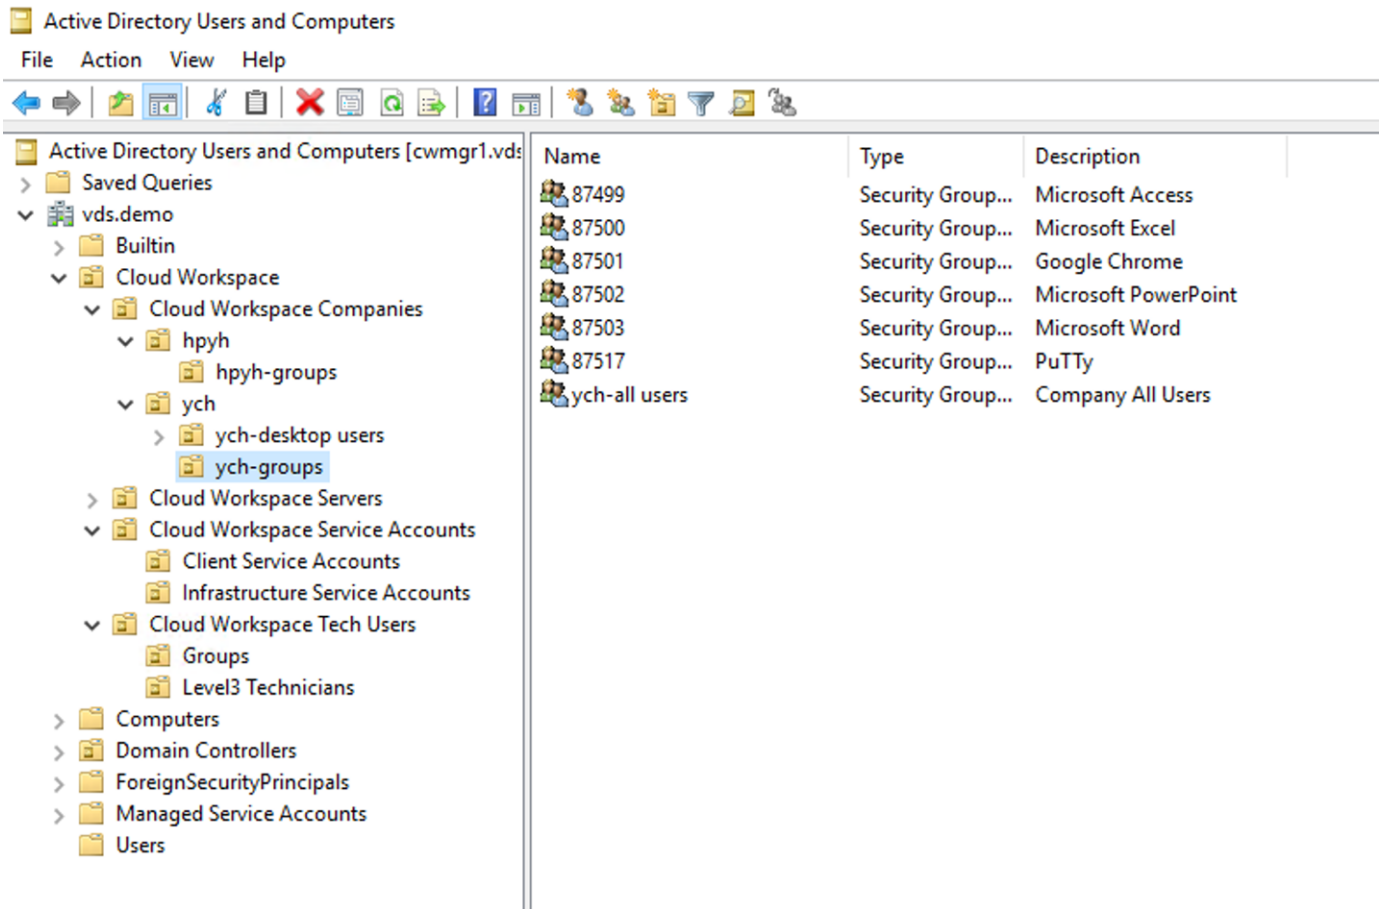 Active Directory Users and Computers
File Action View Help
Active Directory Users and Computers [cwmgr1.vds
Saved Queries
vds.demo
Builtin
Cloud Workspace
Cloud Workspace Companies
hpyh
hpyh-groups
ych
ych-desktop users
ych-groups
Cloud Workspace Servers
Cloud Workspace Service Accounts
Client Service Accounts
Infrastructure Service Accounts
Cloud Workspace Tech Users
Groups
Level3 Technicians
Computers
Domain Controllers
ForeignSecurityPrincipals
Managed Service Accounts
Users
Name Type Description
87499 Security Group... Microsoft Access
87500 Security Group... Microsoft Excel
87501 Security Group... Google Chrome
87502 Security Group... Microsoft PowerPoint
87503 Security Group... Microsoft Word
87517 Security Group... PuTTy
ych-all users Security Group... Company All Users